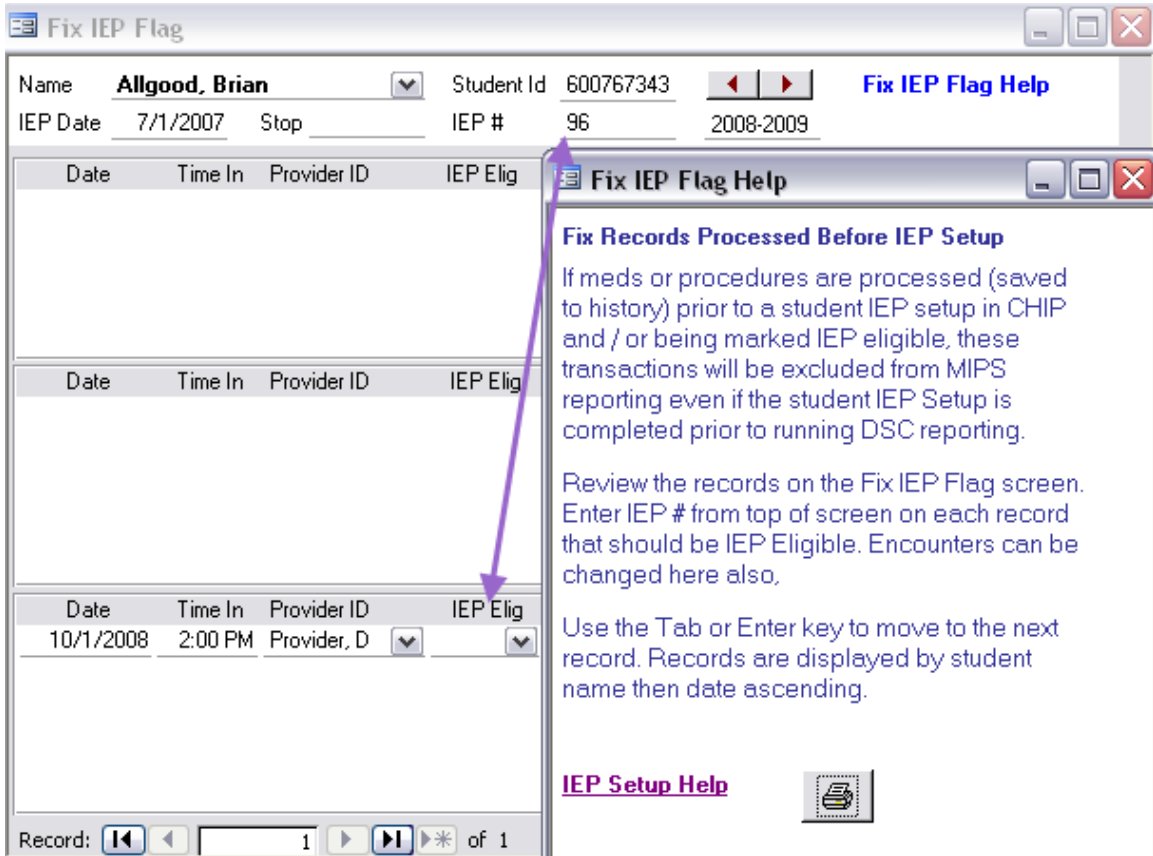 Fix IEP Flag
Name Allgood, Brian Student Id 600767343 Fix IEP Flag Help
IEP Date 7/1/2007 Stop IEP # 96 2008-2009
Date Time In Provider ID IEP Elig
Fix IEP Flag Help
Fix Records Processed Before IEP Setup
If meds or procedures are processed (saved
to history) prior to a student IEP setup in CHIP
and / or being marked IEP eligible, these
transactions will be excluded from MIPS
reporting even if the student IEP Setup is
completed prior to running DSC reporting.
Review the records on the Fix IEP Flag screen.
Enter IEP # from top of screen on each record
that should be IEP Eligible. Encounters can be
changed here also,
Use the Tab or Enter key to move to the next
record. Records are displayed by student
name then date ascending.
IEP Setup Help
Date Time In Provider ID IEP Elig
Date Time In Provider ID IEP Elig
10/1/2008 2:00 PM Provider, D
Record: 1 of 1